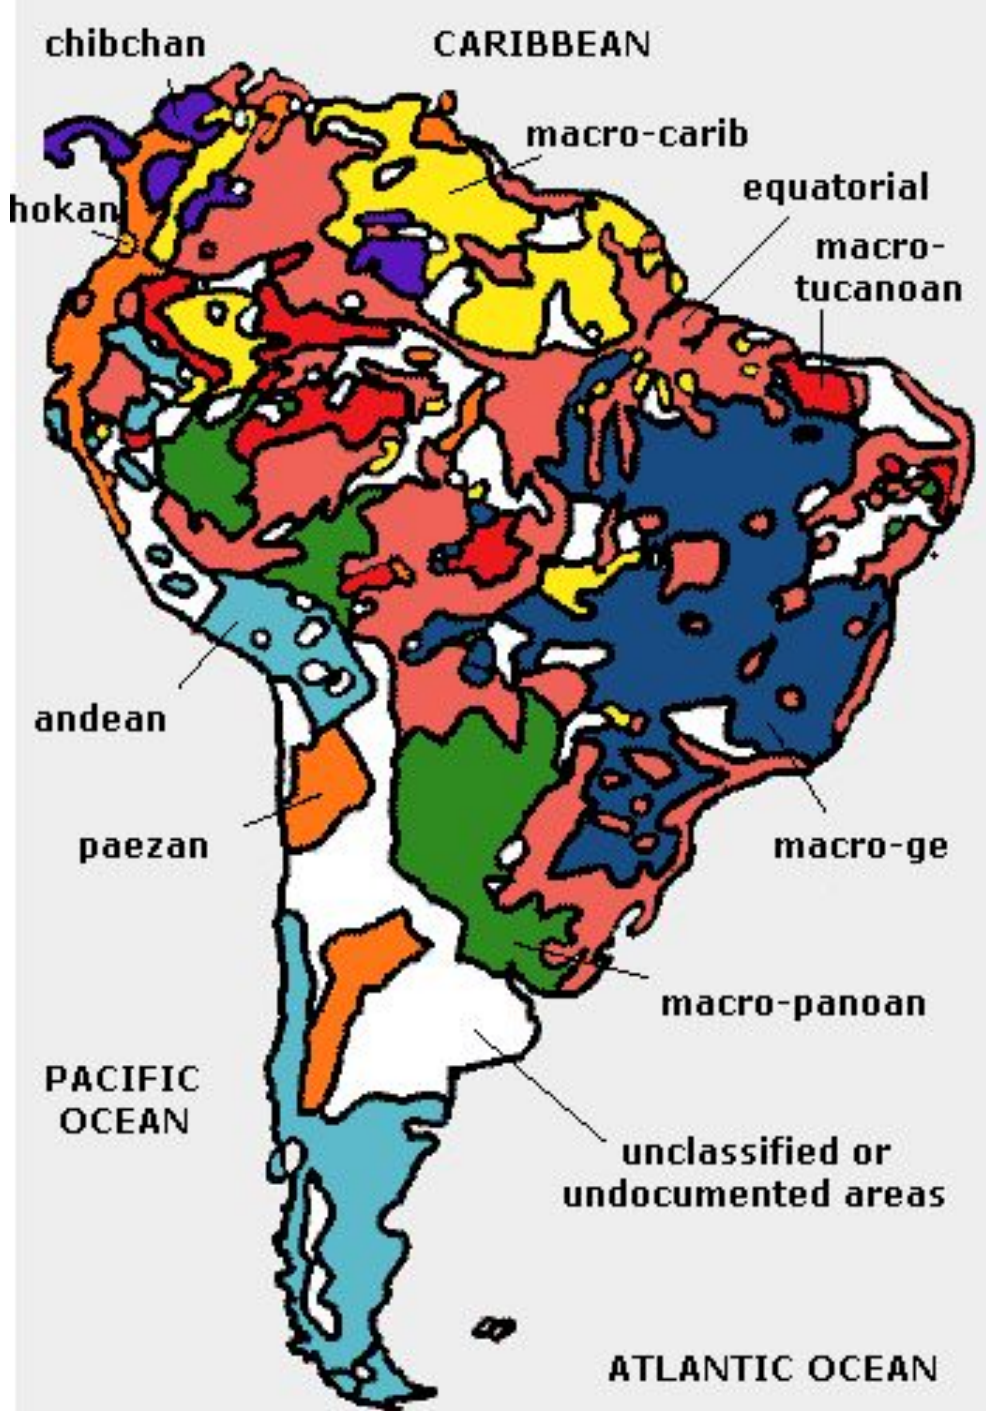 chibchan
CARIBBEAN
macro-carib
equatorial
hokan
macro-
tucanoan
andean
paezan
macro-ge
macro-panoan
PACIFIC
OCEAN
unclassified or
undocumented areas
ATLANTIC OCEAN